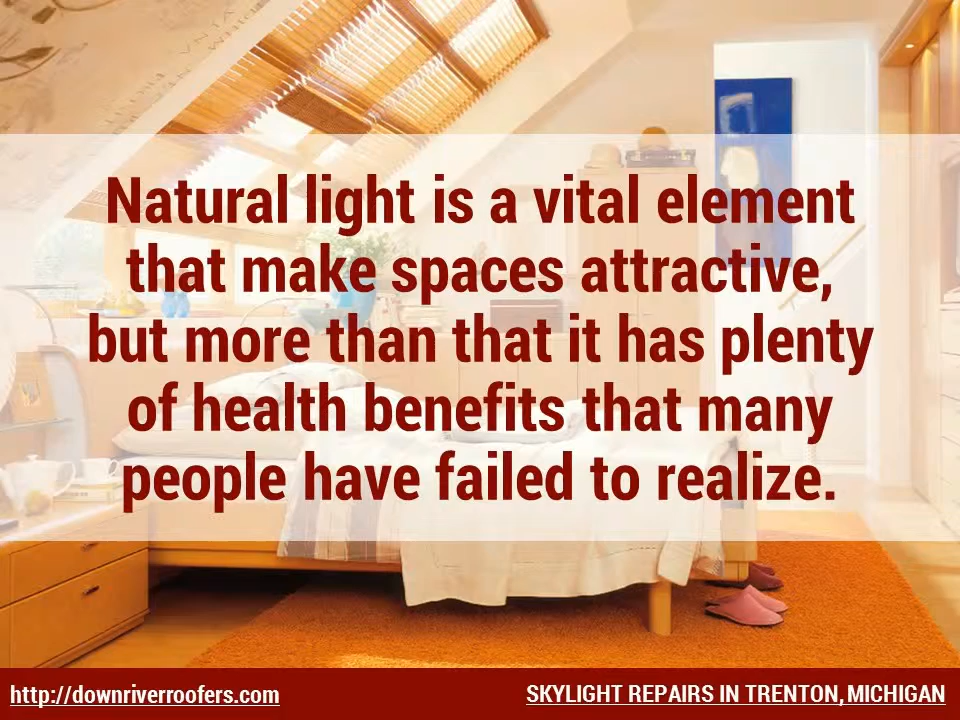 Natural light is a vital element
that make spaces attractive,
but more than that it has plenty
of health benefits that many
people have failed to realize.
http://downriverroofers.com
SKYLIGHT REPAIRS IN TRENTON, MICHIGAN